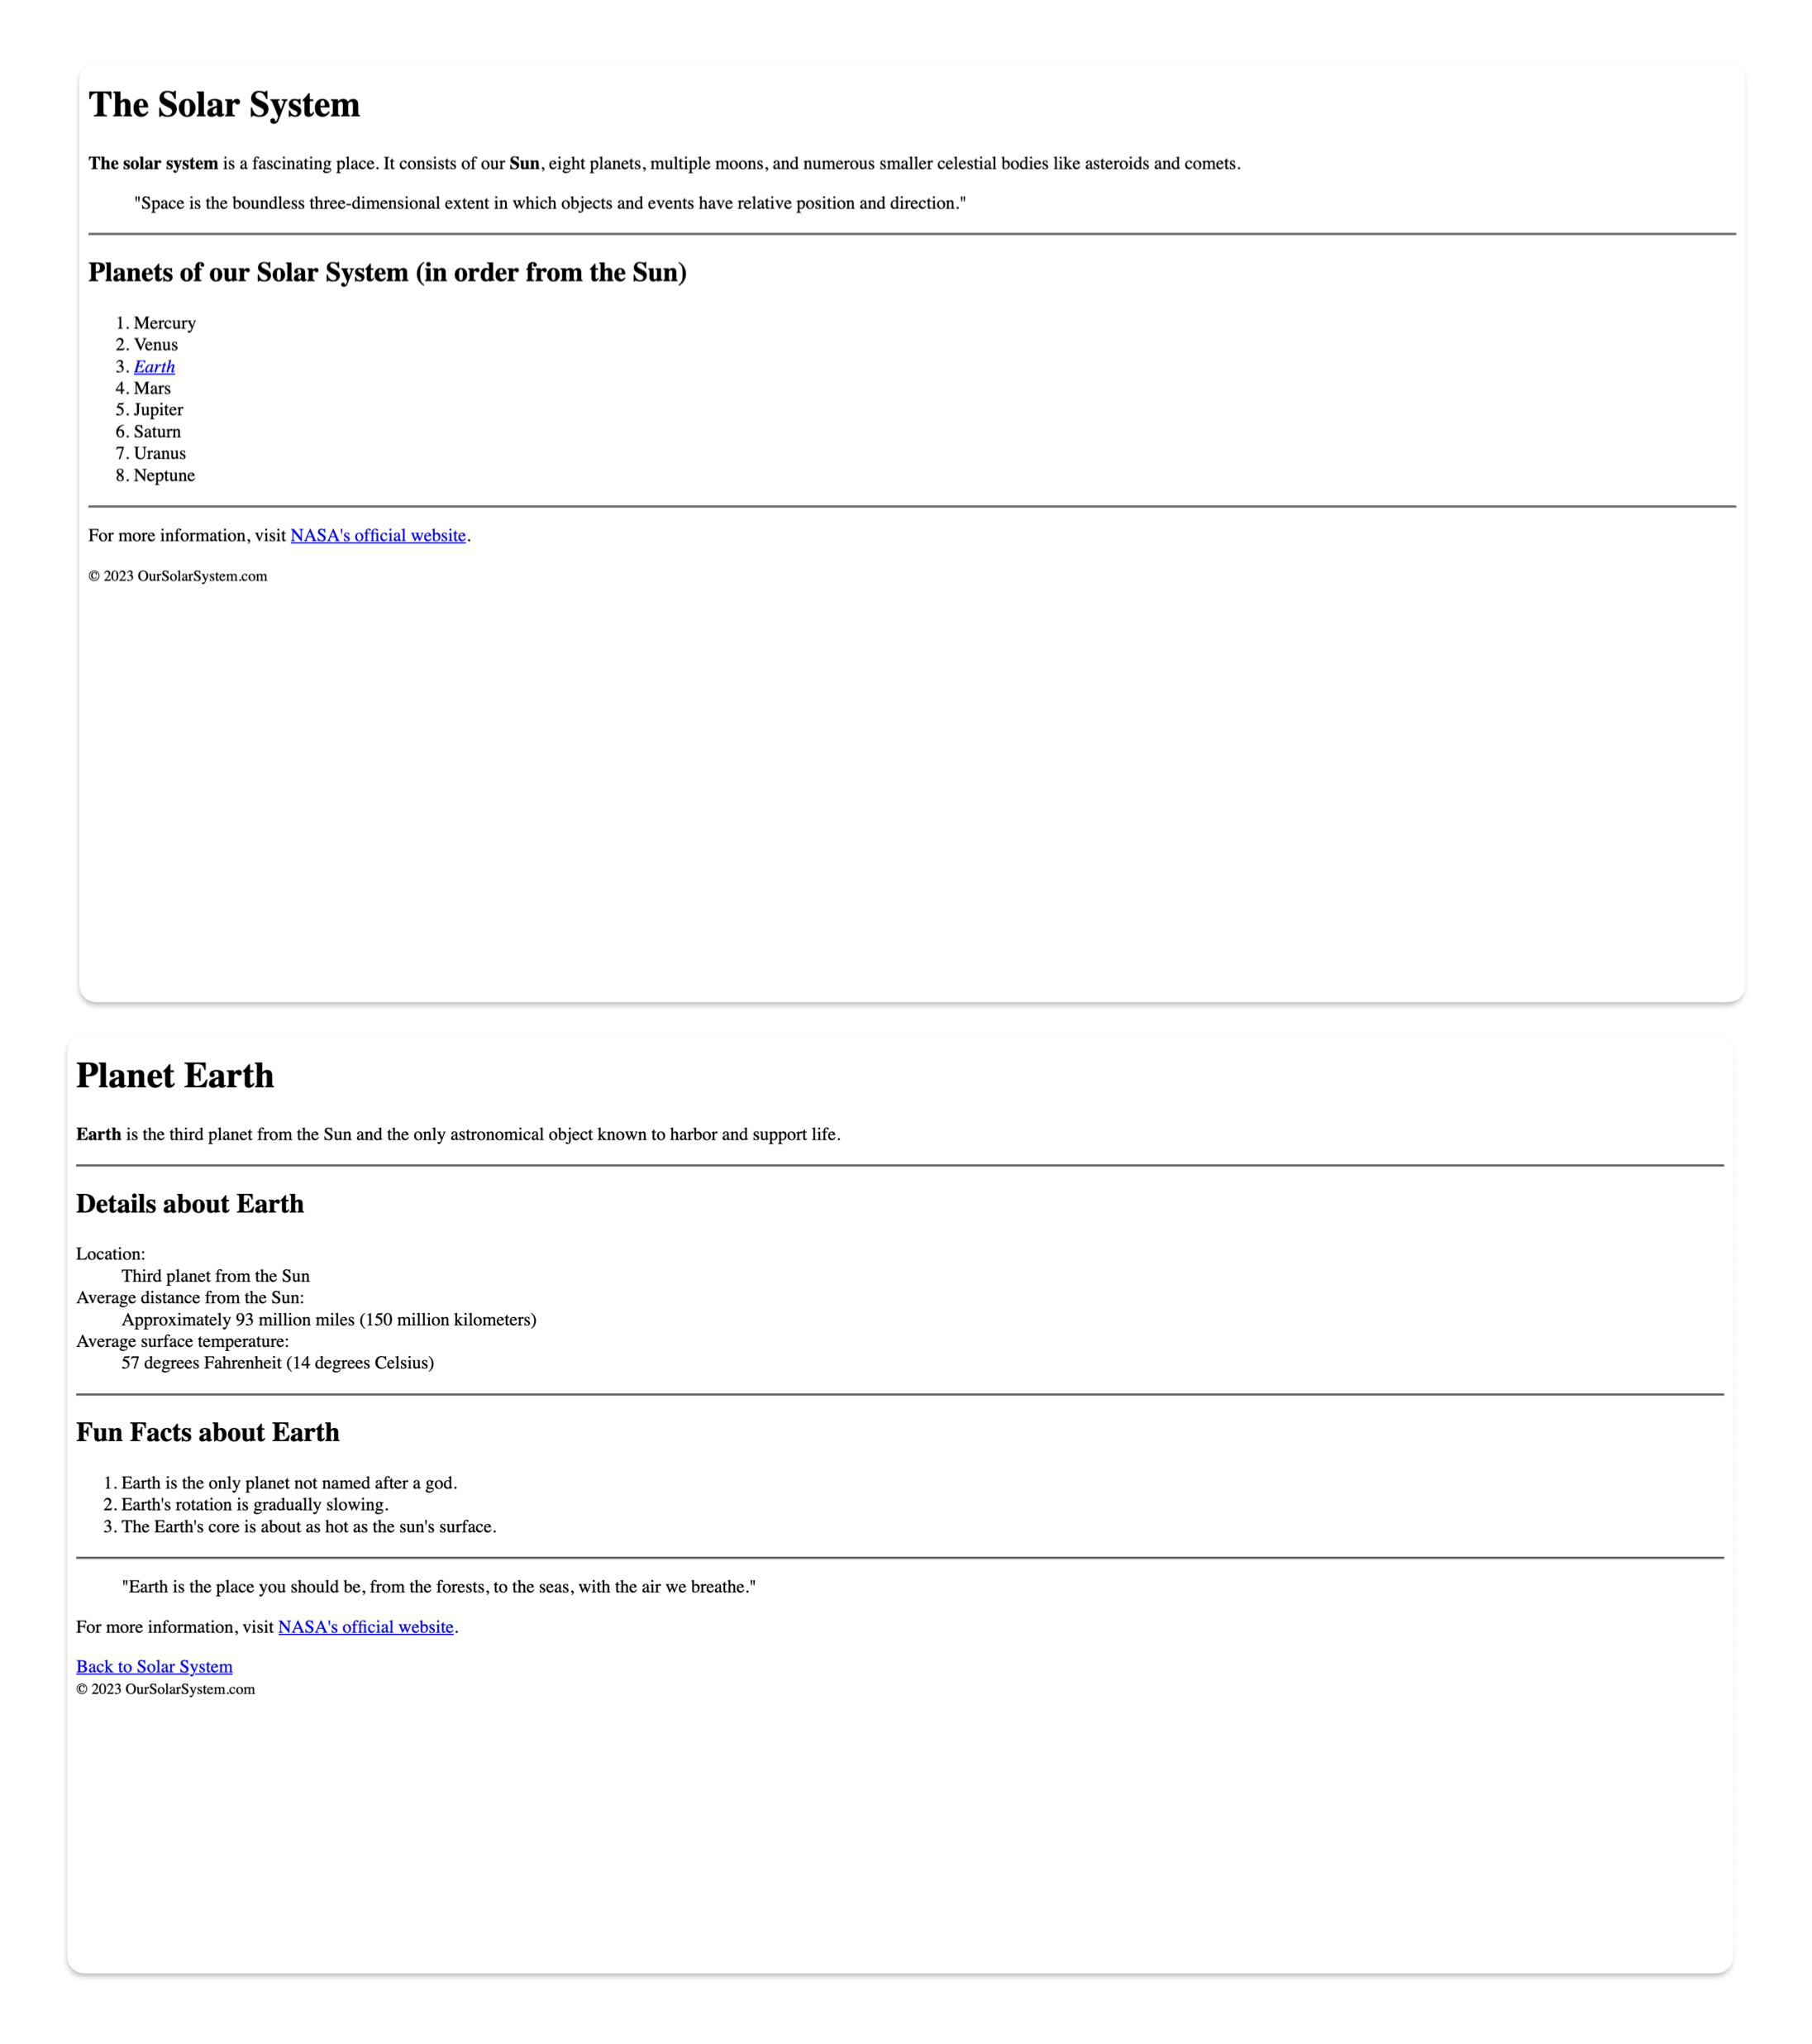 The Solar System
The solar system is a fascinating place. It consists of our Sun, eight planets, multiple moons, and numerous smaller celestial bodies like asteroids and comets.
"Space is the boundless three-dimensional extent in which objects and events have relative position and direction."
Planets of our Solar System (in order from the Sun)
1. Mercury
2. Venus
3. Earth
4. Mars
5. Jupiter
6. Saturn
7. Uranus
8. Neptune
For more information, visit NASA's official website.
© 2023 OurSolarSystem.com
Planet Earth
Earth is the third planet from the Sun and the only astronomical object known to harbor and support life.
Details about Earth
Location:
Third planet from the Sun
Average distance from the Sun:
Approximately 93 million miles (150 million kilometers)
Average surface temperature:
57 degrees Fahrenheit (14 degrees Celsius)
Fun Facts about Earth
1. Earth is the only planet not named after a god.
2. Earth's rotation is gradually slowing.
3. The Earth's core is about as hot as the sun's surface.
"Earth is the place you should be, from the forests, to the seas, with the air we breathe."
For more information, visit NASA's official website.
Back to Solar System
© 2023 OurSolarSystem.com